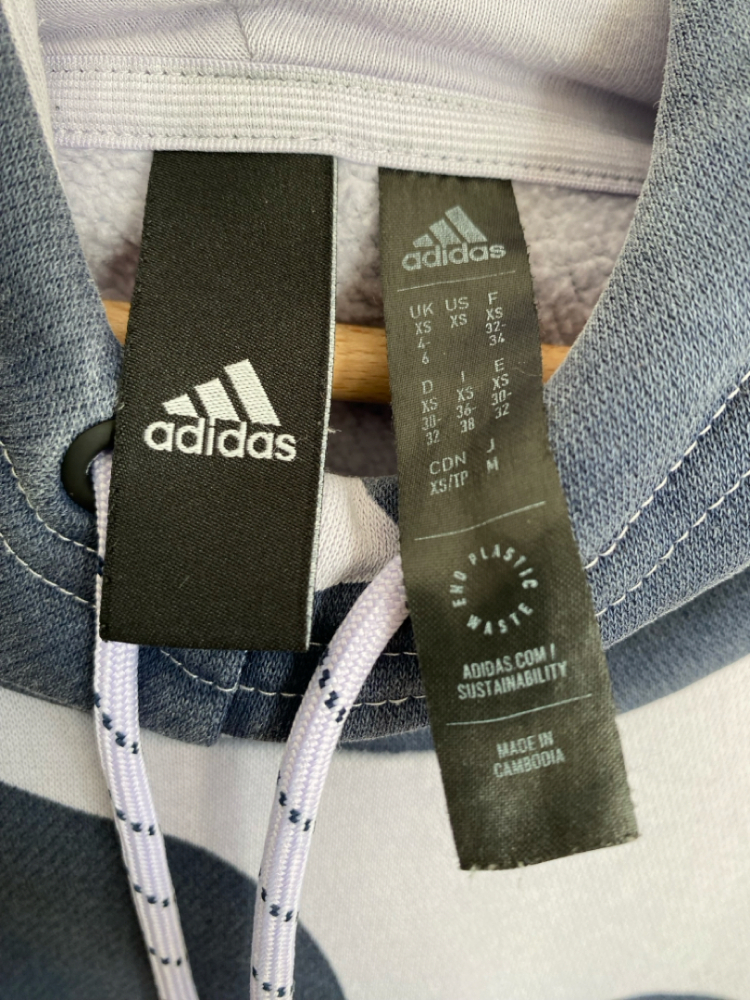 adidas
adidas
UK US F
XS XS XS
4- 32-
6 34
D I E
XS XS XS
30- 36- 30-
32 38 32
CDN J
XS/TP M
END PLASTIC WASTE
ADIDAS.COM /
SUSTAINABILITY
MADE IN
CAMBODIA